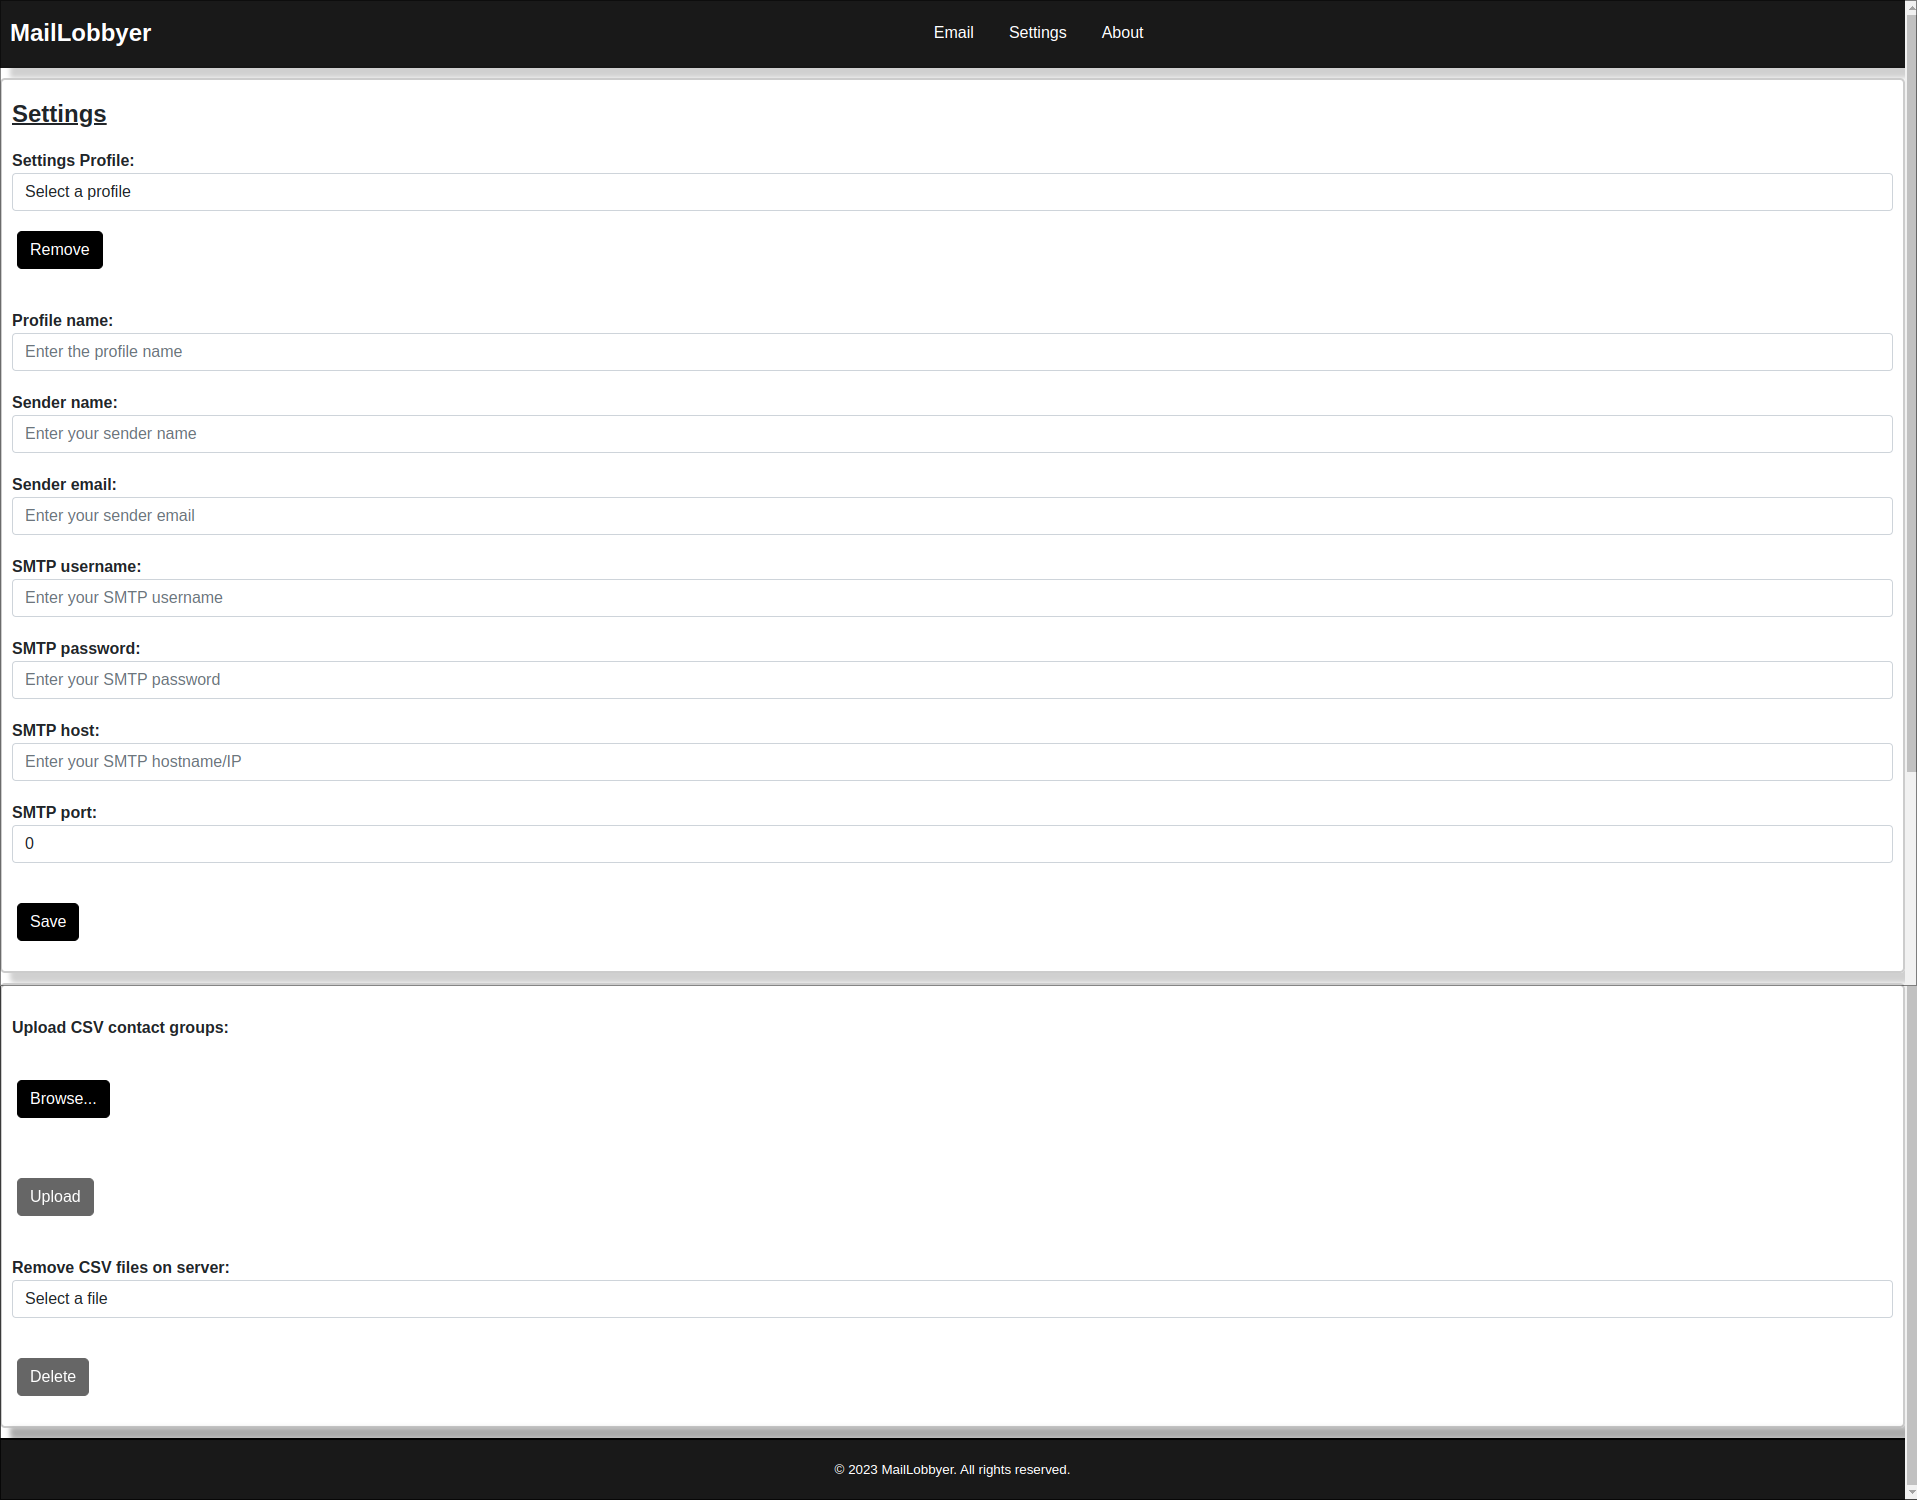 MailLobbyer
Email Settings About
Settings
Settings Profile:
Select a profile
Remove
Profile name:
Enter the profile name
Sender name:
Enter your sender name
Sender email:
Enter your sender email
SMTP username:
Enter your SMTP username
SMTP password:
Enter your SMTP password
SMTP host:
Enter your SMTP hostname/IP
SMTP port:
0
Save
Upload CSV contact groups:
Browse...
Upload
Remove CSV files on server:
Select a file
Delete
© 2023 MailLobbyer. All rights reserved.